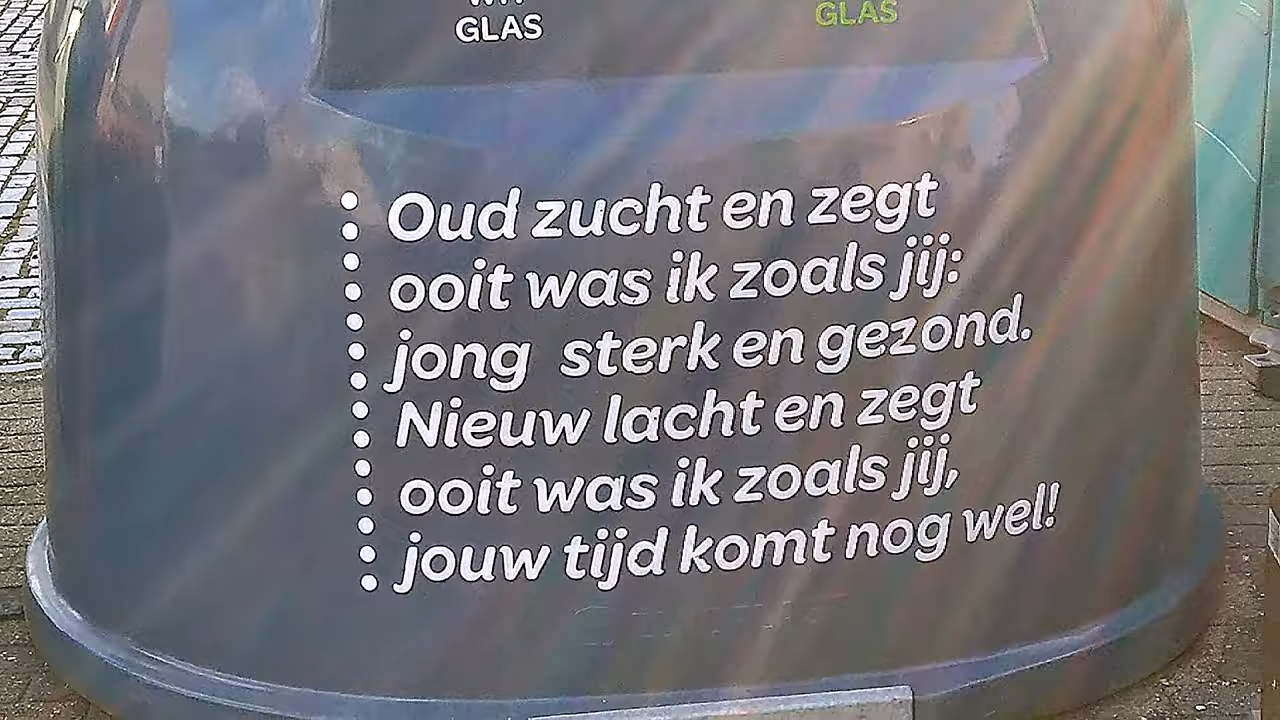 GLAS
GLAS
Oud zucht en zegt
ooit was ik zoals jij:
jong sterk en gezond.
Nieuw lacht en zegt
ooit was ik zoals jij,
jouw tijd komt nog wel!